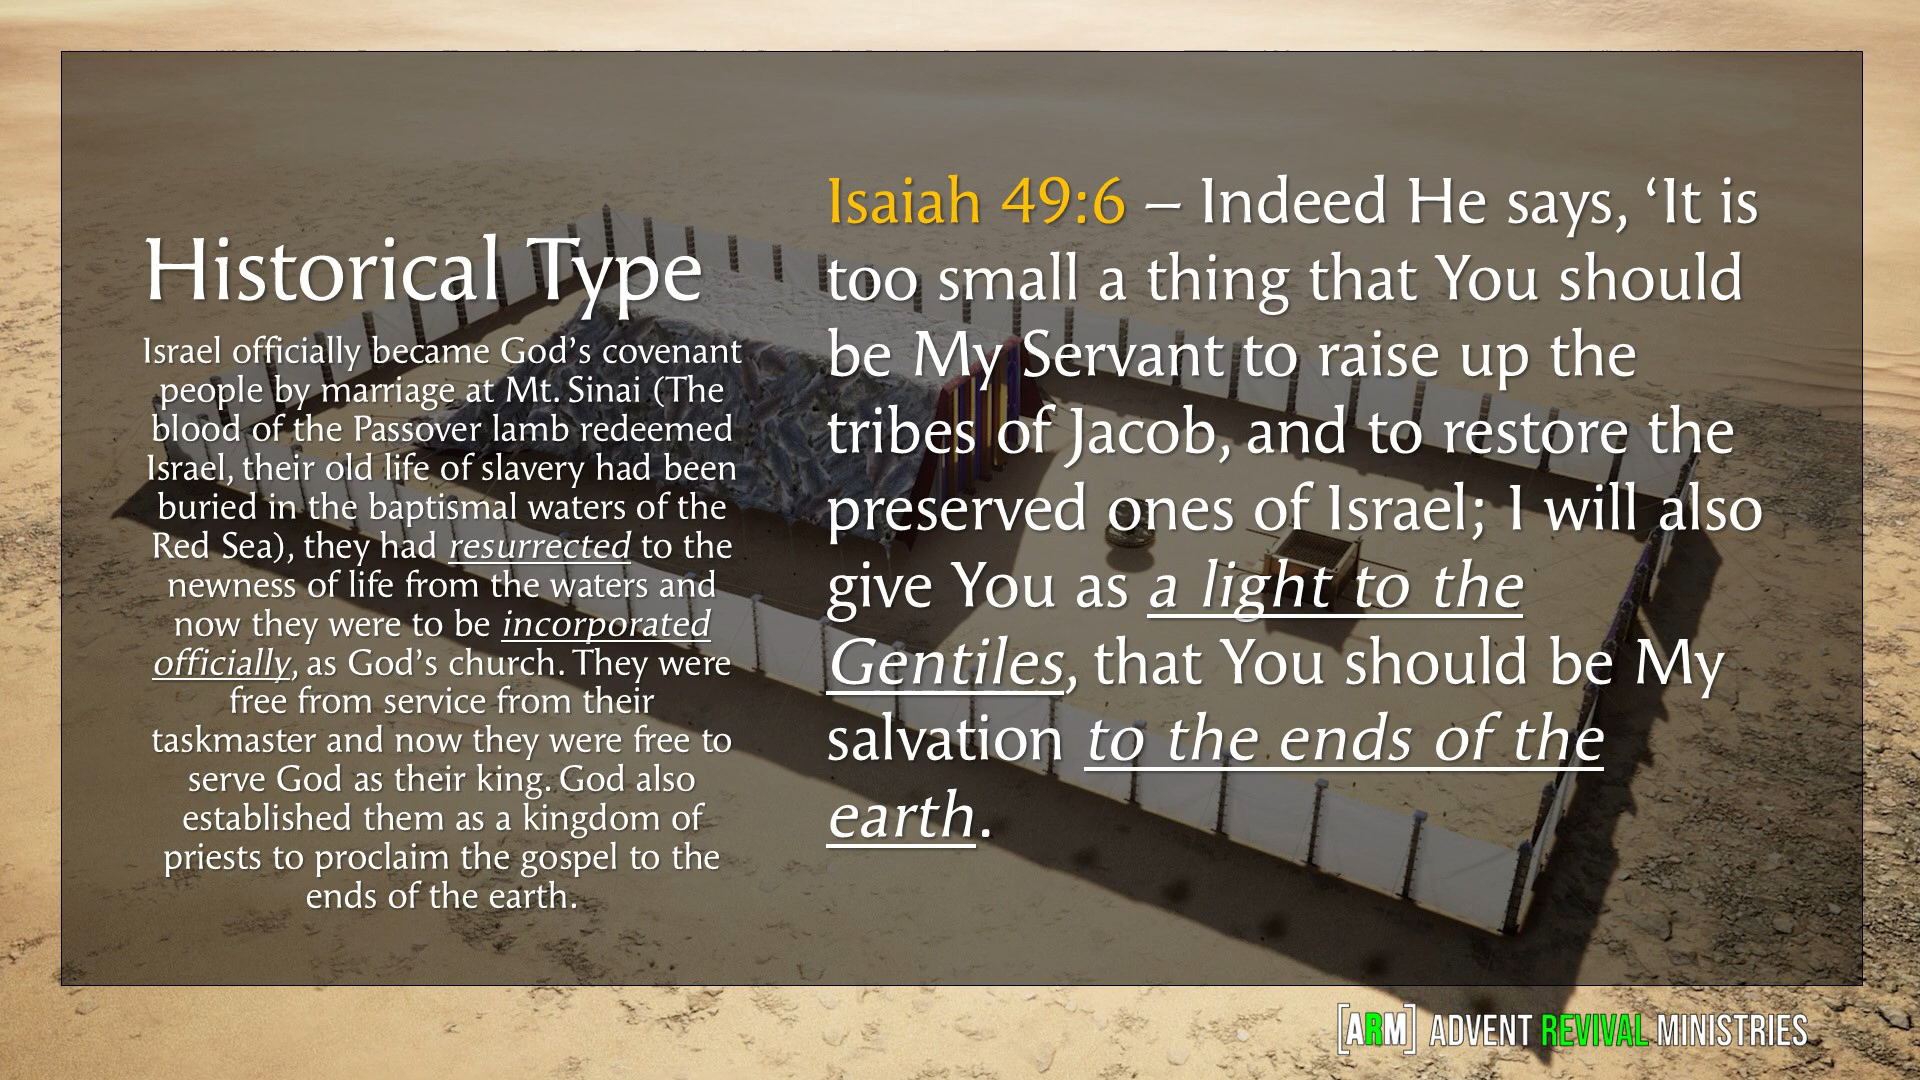 Historical Type
Israel officially became God’s covenant
people by marriage at Mt. Sinai (The
blood of the Passover lamb redeemed
Israel, their old life of slavery had been
buried in the baptismal waters of the
Red Sea), they had resurrected to the
newness of life from the waters and
now they were to be incorporated
officially, as God’s church. They were
free from service from their
taskmaster and now they were free to
serve God as their king. God also
established them as a kingdom of
priests to proclaim the gospel to the
ends of the earth.
Isaiah 49:6 – Indeed He says, ‘It is
too small a thing that You should
be My Servant to raise up the
tribes of Jacob, and to restore the
preserved ones of Israel; I will also
give You as a light to the
Gentiles, that You should be My
salvation to the ends of the
earth.
[ARM] ADVENT REVIVAL MINISTRIES